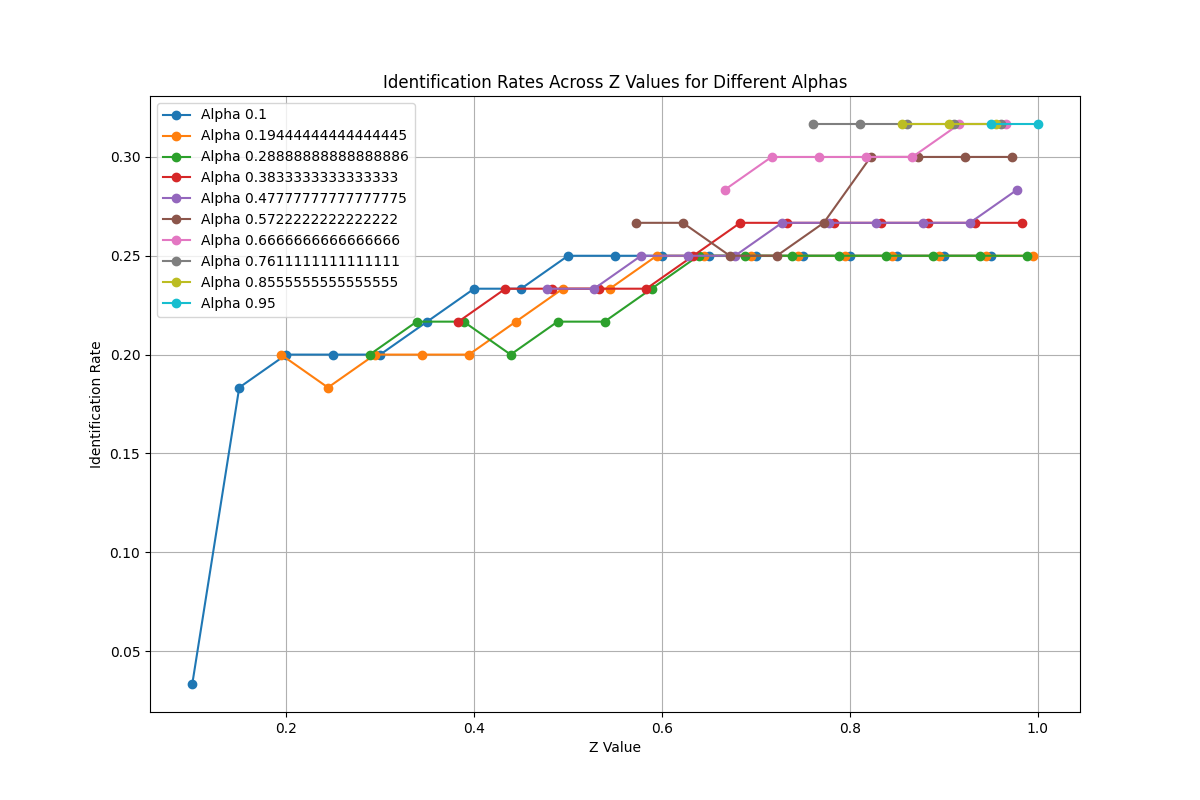 Identification Rates Across Z Values for Different Alphas
Alpha 0.1
Alpha 0.19444444444444445
Alpha 0.28888888888888886
Alpha 0.3833333333333333
Alpha 0.47777777777777775
Alpha 0.5722222222222222
Alpha 0.6666666666666666
Alpha 0.7611111111111111
Alpha 0.8555555555555555
Alpha 0.95
0.30
0.25
0.20
0.15
0.10
0.05
Identification Rate
0.2 0.4 0.6 0.8 1.0
Z Value